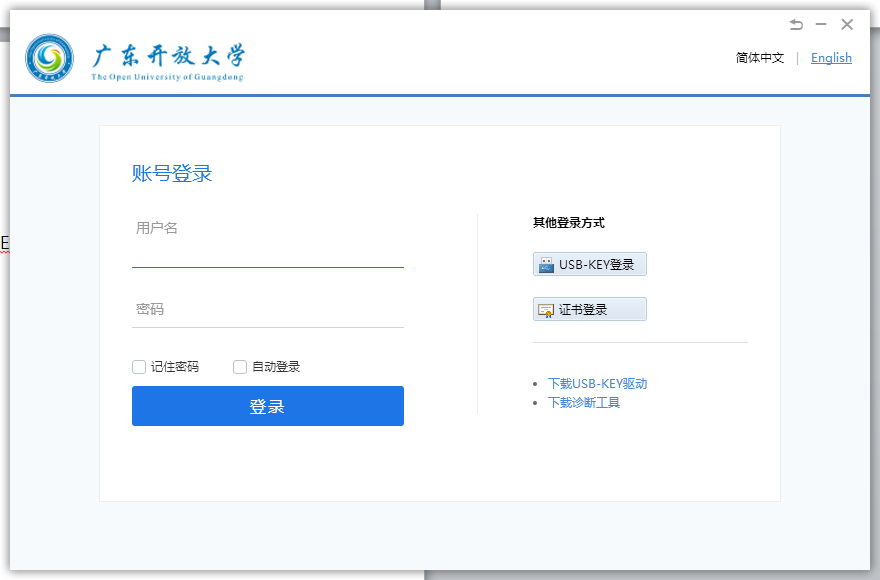 广东开放大学
The Open University of Guangdong
简体中文 | English
账号登录
用户名
密码
记住密码
自动登录
登录
其他登录方式
USB-KEY登录
证书登录
下载USB-KEY驱动
下载诊断工具
E